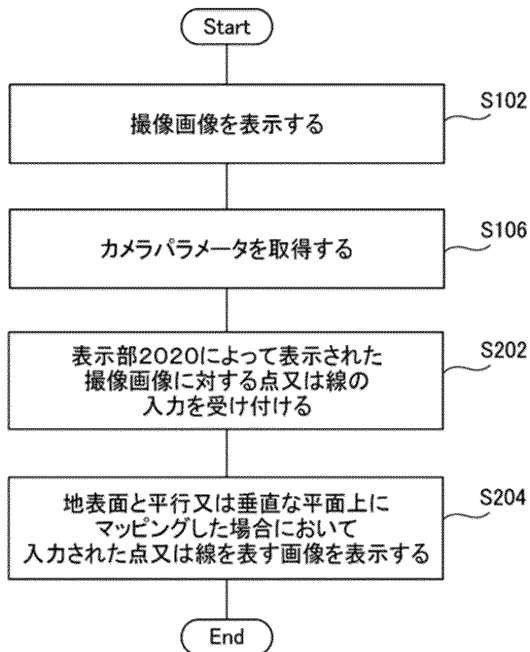 Start
撮像画像を表示する
S102
カメラパラメータを取得する
S106
表示部2020によって表示された
撮像画像に対する点又は線の
入力を受け付ける
S202
地表面と平行又は垂直な平面上に
マッピングした場合において
入力された点又は線を表す画像を表示する
S204
End